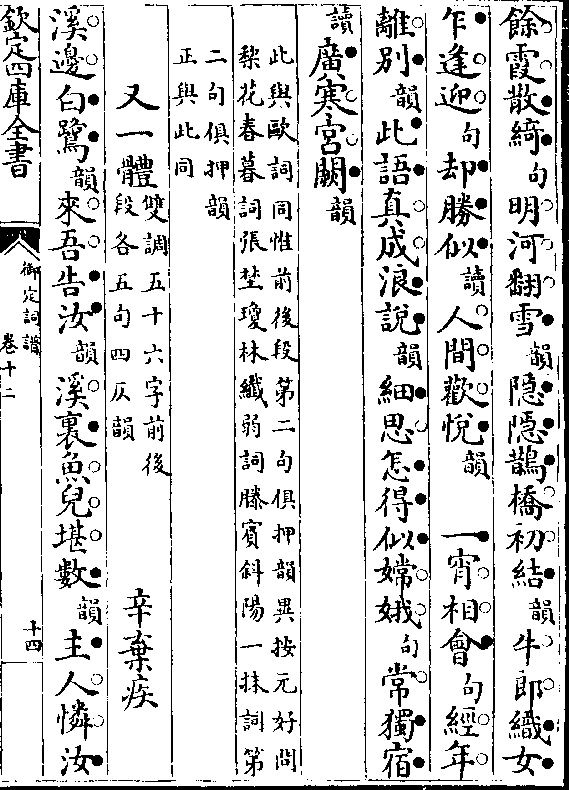 餘霞散綺句明河翻雪韻隱隱鵲橋初結韻牛郎織女
乍逢迎句却勝似讀人間歡悅韻 一宵相會句經年
離別韻此語真成浪說韻細思怎得似嫦娥句常獨宿
讀廣寒宮闕韻
此與歐詞同惟前後段第二句俱押韻異按元好問
梨花春暮詞張埜瓊林纖弱詞滕賓斜陽一抹詞第
二句俱押韻
正與此同
又一體雙調五十六字前後
段各五句四仄韻 辛棄疾
溪邊白鷺韻來吾告汝韻溪裏魚兒堪數韻主人憐汝
欽定四庫全書
御定詞譜
卷十二
十四